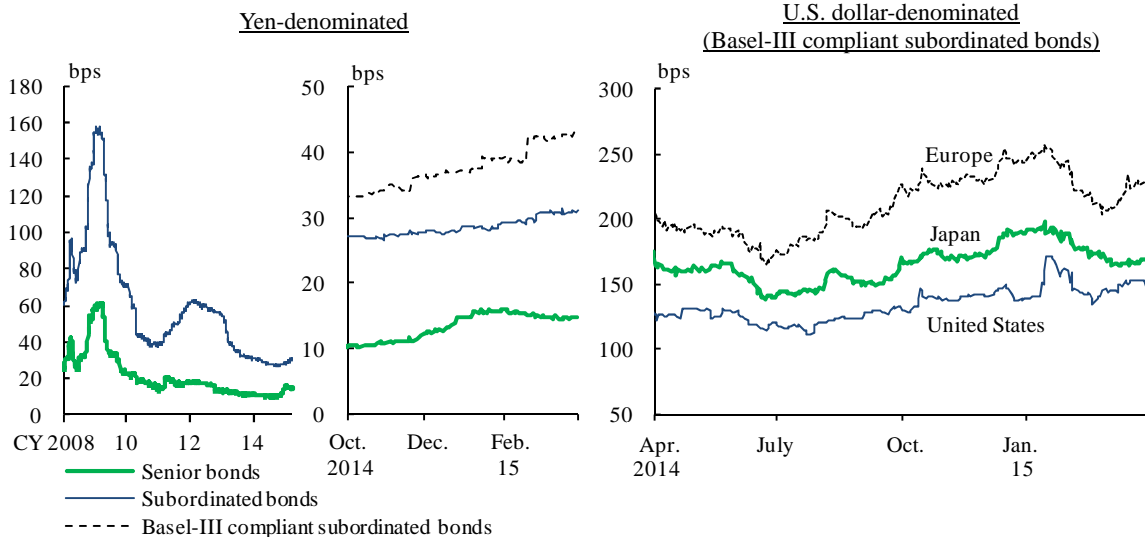 Yen-denominated
U.S. dollar-denominated
(Basel-III compliant subordinated bonds)
bps
180
160
140
120
100
80
60
40
20
0
CY 2008 10 12 14
bps
50
40
30
20
10
0
Oct. Dec. Feb.
2014 15
bps
300
250
200
150
100
50
Europe
Japan
United States
Apr. July Oct. Jan.
2014 15
Senior bonds
Subordinated bonds
Basel-III compliant subordinated bonds